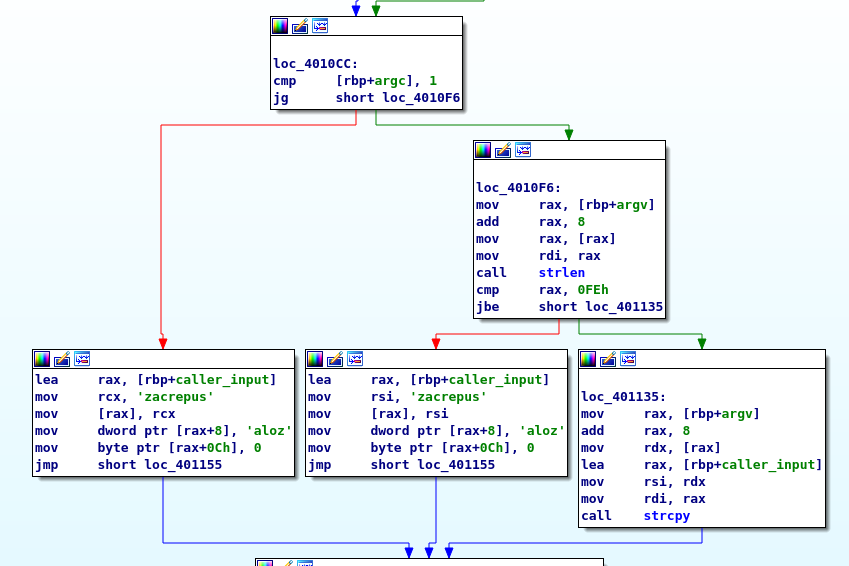 loc_4010CC:
cmp [rbp+argc], 1
jg short loc_4010F6
loc_4010F6:
mov rax, [rbp+argv]
add rax, 8
mov rax, [rax]
mov rdi, rax
call strlen
cmp rax, 0FEh
jbe short loc_401135
lea rax, [rbp+caller_input]
mov rcx, 'zacrepus'
mov [rax], rcx
mov dword ptr [rax+8], 'aloz'
mov byte ptr [rax+0Ch], 0
jmp short loc_401155
lea rax, [rbp+caller_input]
mov rsi, 'zacrepus'
mov [rax], rsi
mov dword ptr [rax+8], 'aloz'
mov byte ptr [rax+0Ch], 0
jmp short loc_401155
loc_401135:
mov rax, [rbp+argv]
add rax, 8
mov rdx, [rax]
lea rax, [rbp+caller_input]
mov rsi, rdx
mov rdi, rax
call strcpy